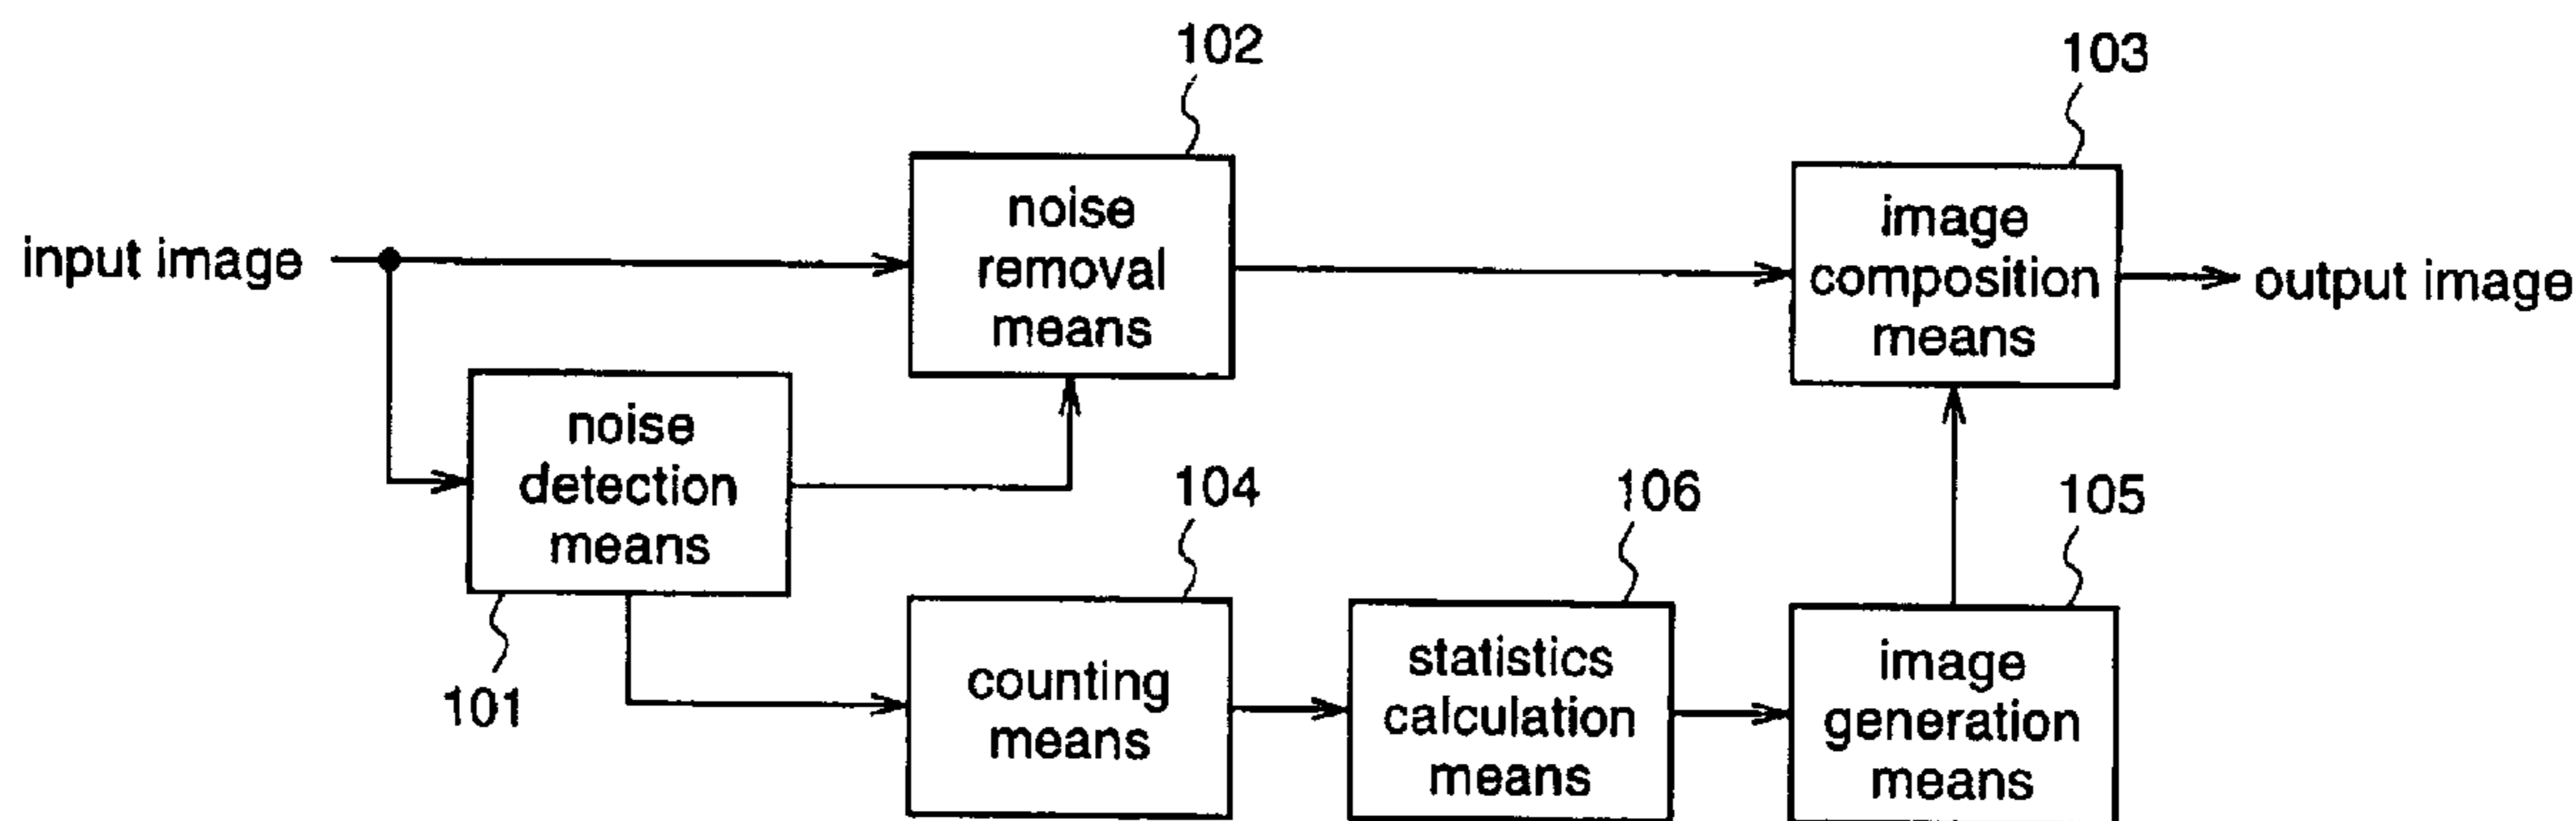 102
103
noise
removal
means
image
composition
means
input image
output image
noise
detection
means
101
104
106
105
counting
means
statistics
calculation
means
image
generation
means